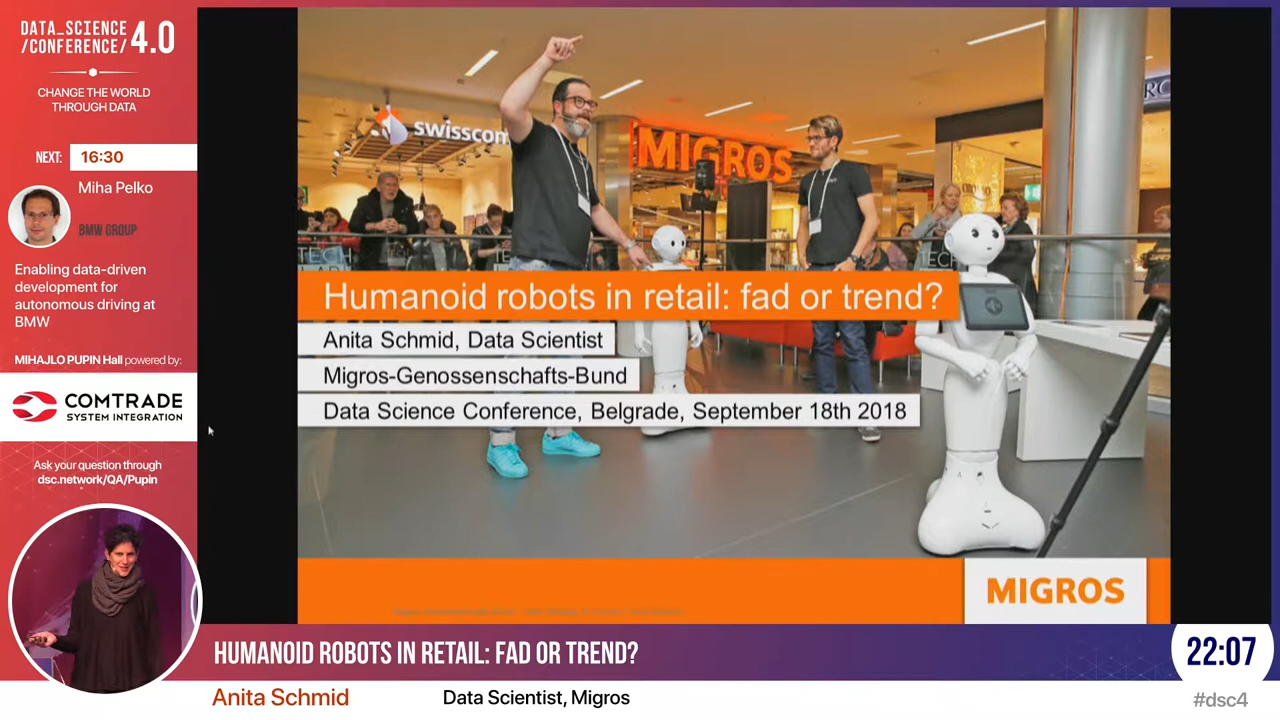 DATA_SCIENCE
/CONFERENCE/ 4.0
CHANGE THE WORLD
THROUGH DATA
NEXT: 16:30
Miha Pelko
BMW GROUP
Enabling data-driven
development for
autonomous driving at
BMW
MIHAJLO PUPIN Hall powered by:
COMTRADE
SYSTEM INTEGRATION
Ask your question through
dsc.network/QA/Pupin
swisscom
MIGROS
TECH
TECH
Humanoid robots in retail: fad or trend?
Anita Schmid, Data Scientist
Migros-Genossenschafts-Bund
Data Science Conference, Belgrade, September 18th 2018
MIGROS
HUMANOID ROBOTS IN RETAIL: FAD OR TREND?
22:07
Anita Schmid
Data Scientist, Migros
#dsc4